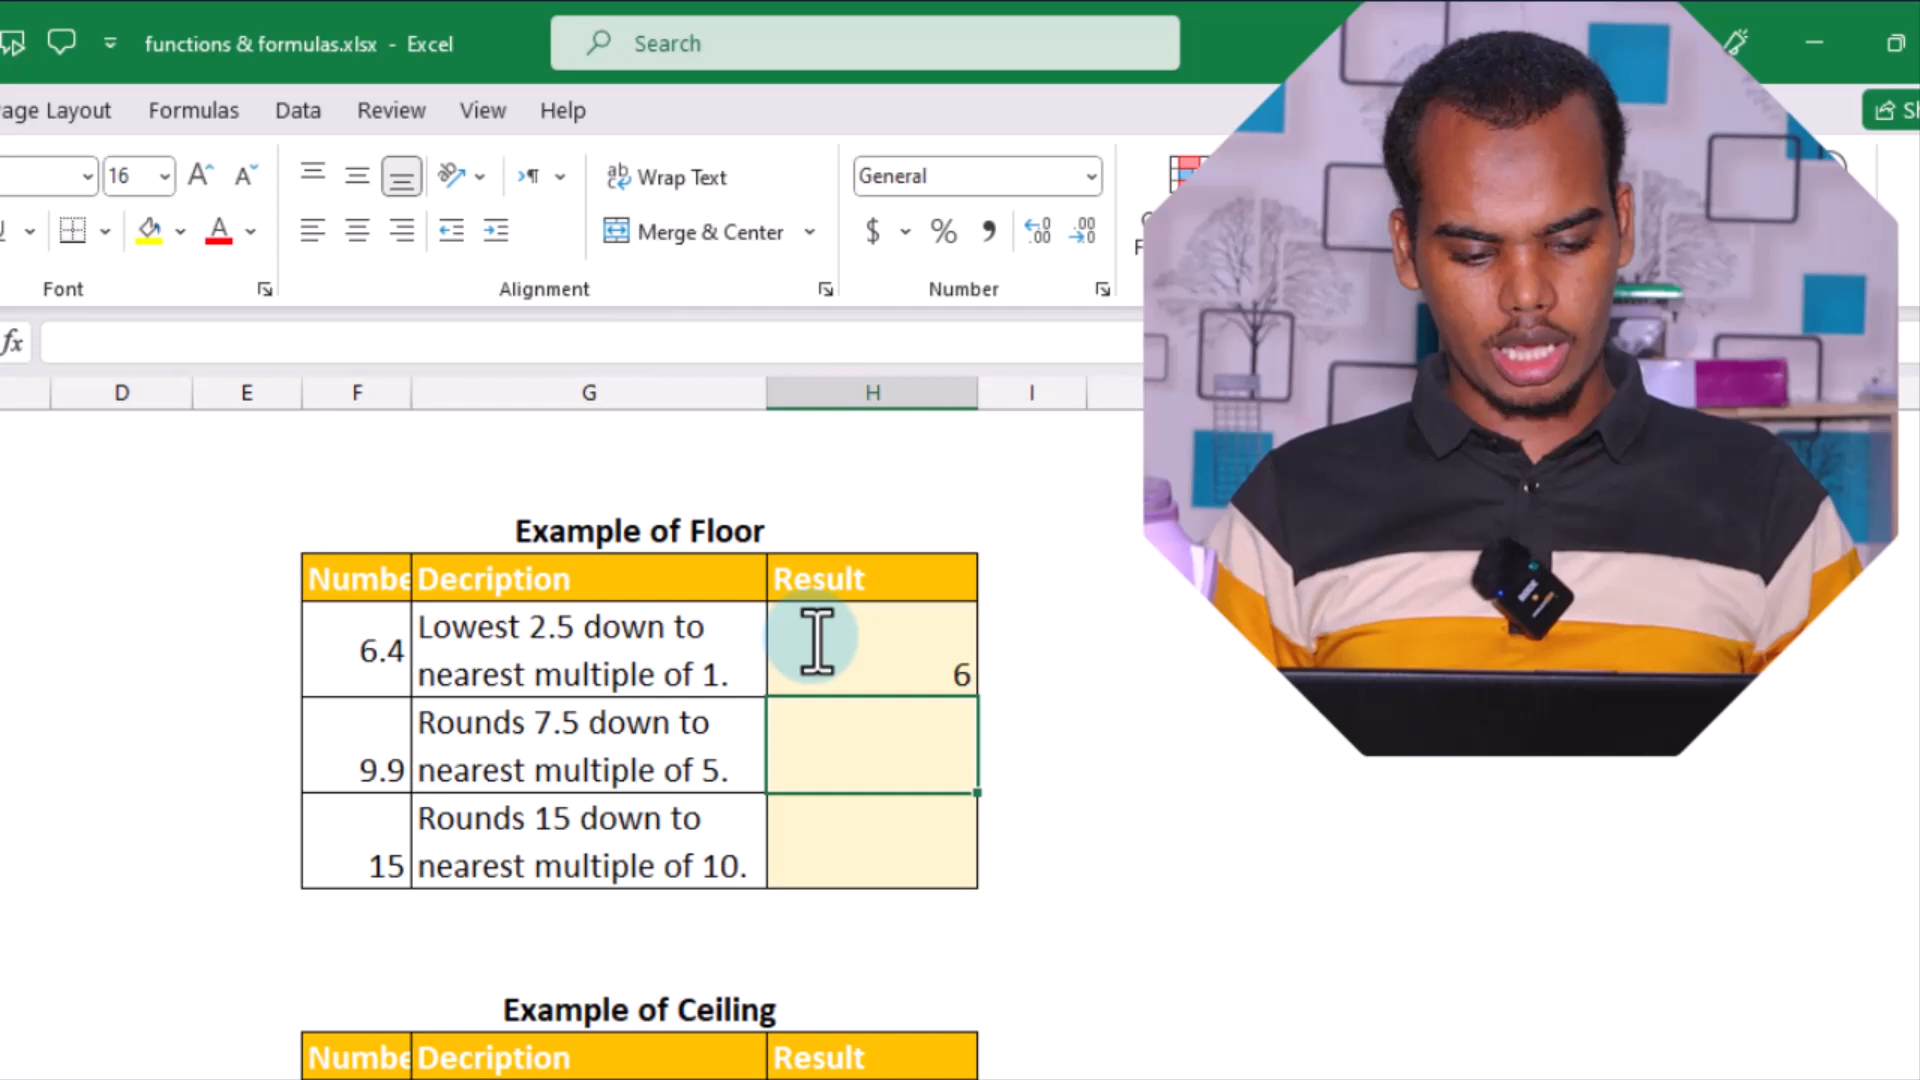 functions & formulas.xlsx - Excel
Search
age Layout
Formulas
Data
Review
View
Help
Sh
16
Wrap Text
General
Merge & Center
Font
Alignment
Number
fx
D
E
F
G
H
I
Example of Floor
Numbe
Decription
Result
6.4
Lowest 2.5 down to
nearest multiple of 1.
6
9.9
Rounds 7.5 down to
nearest multiple of 5.
15
Rounds 15 down to
nearest multiple of 10.
Example of Ceiling
Numbe
Decription
Result